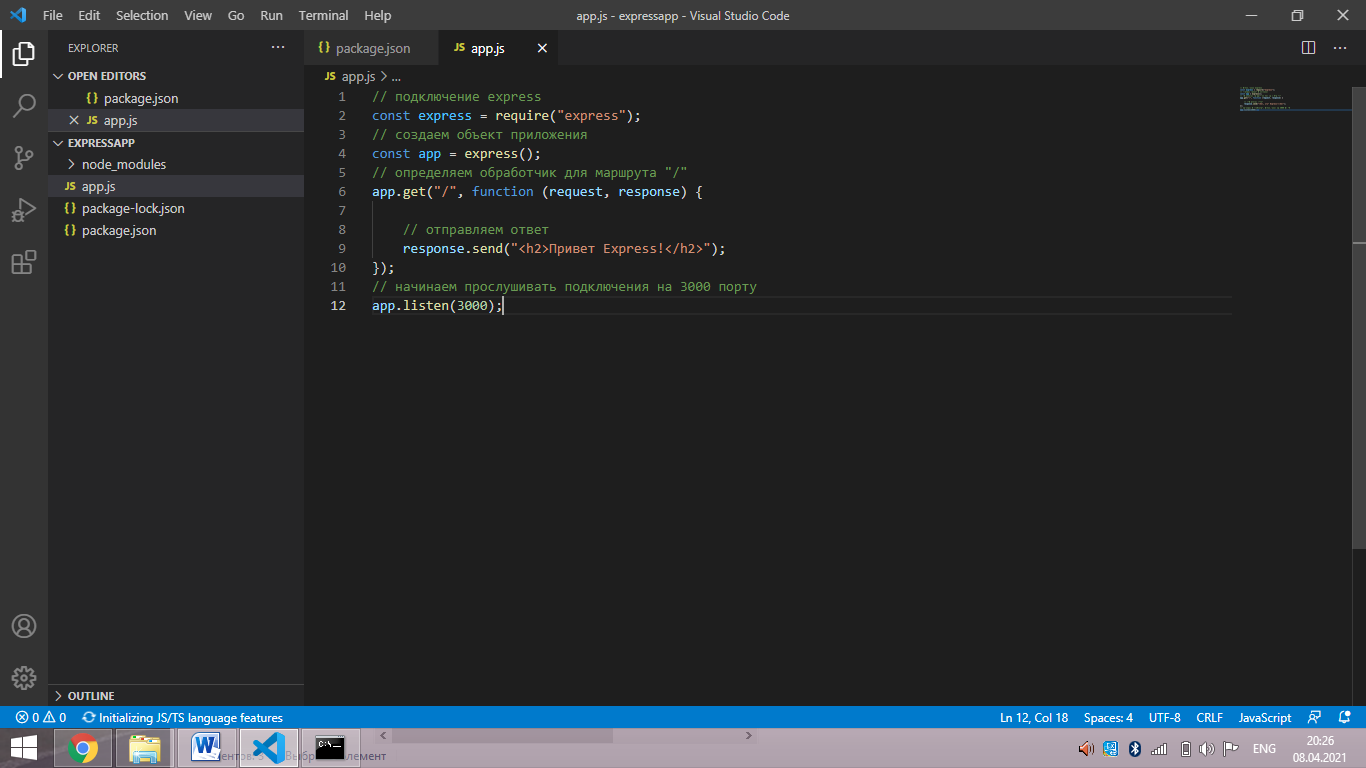 File Edit Selection View Go Run Terminal Help
app.js - expressapp - Visual Studio Code
EXPLORER
OPEN EDITORS
{} package.json
JS app.js
EXPRESSAPP
node_modules
JS app.js
{} package-lock.json
{} package.json
OUTLINE
{} package.json
JS app.js
JS app.js > ...
1 // подключение express
2 const express = require("express");
3 // создаем объект приложения
4 const app = express();
5 // определяем обработчик для маршрута "/"
6 app.get("/", function (request, response) {
7
8 // отправляем ответ
9 response.send("<h2>Привет Express!</h2>");
10 });
11 // начинаем прослушивать подключения на 3000 порту
12 app.listen(3000);
0 0 Initializing JS/TS language features
Ln 12, Col 18 Spaces: 4 UTF-8 CRLF JavaScript
ENG
20:26
08.04.2021